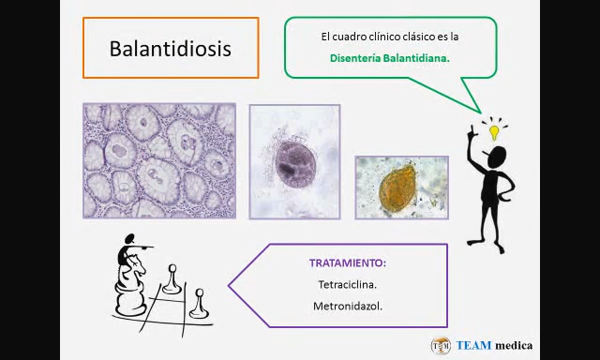 Balantidiosis
El cuadro clínico clásico es la
Disentería Balantidiana.
TRATAMIENTO:
Tetraciclina.
Metronidazol.
TEAM medica